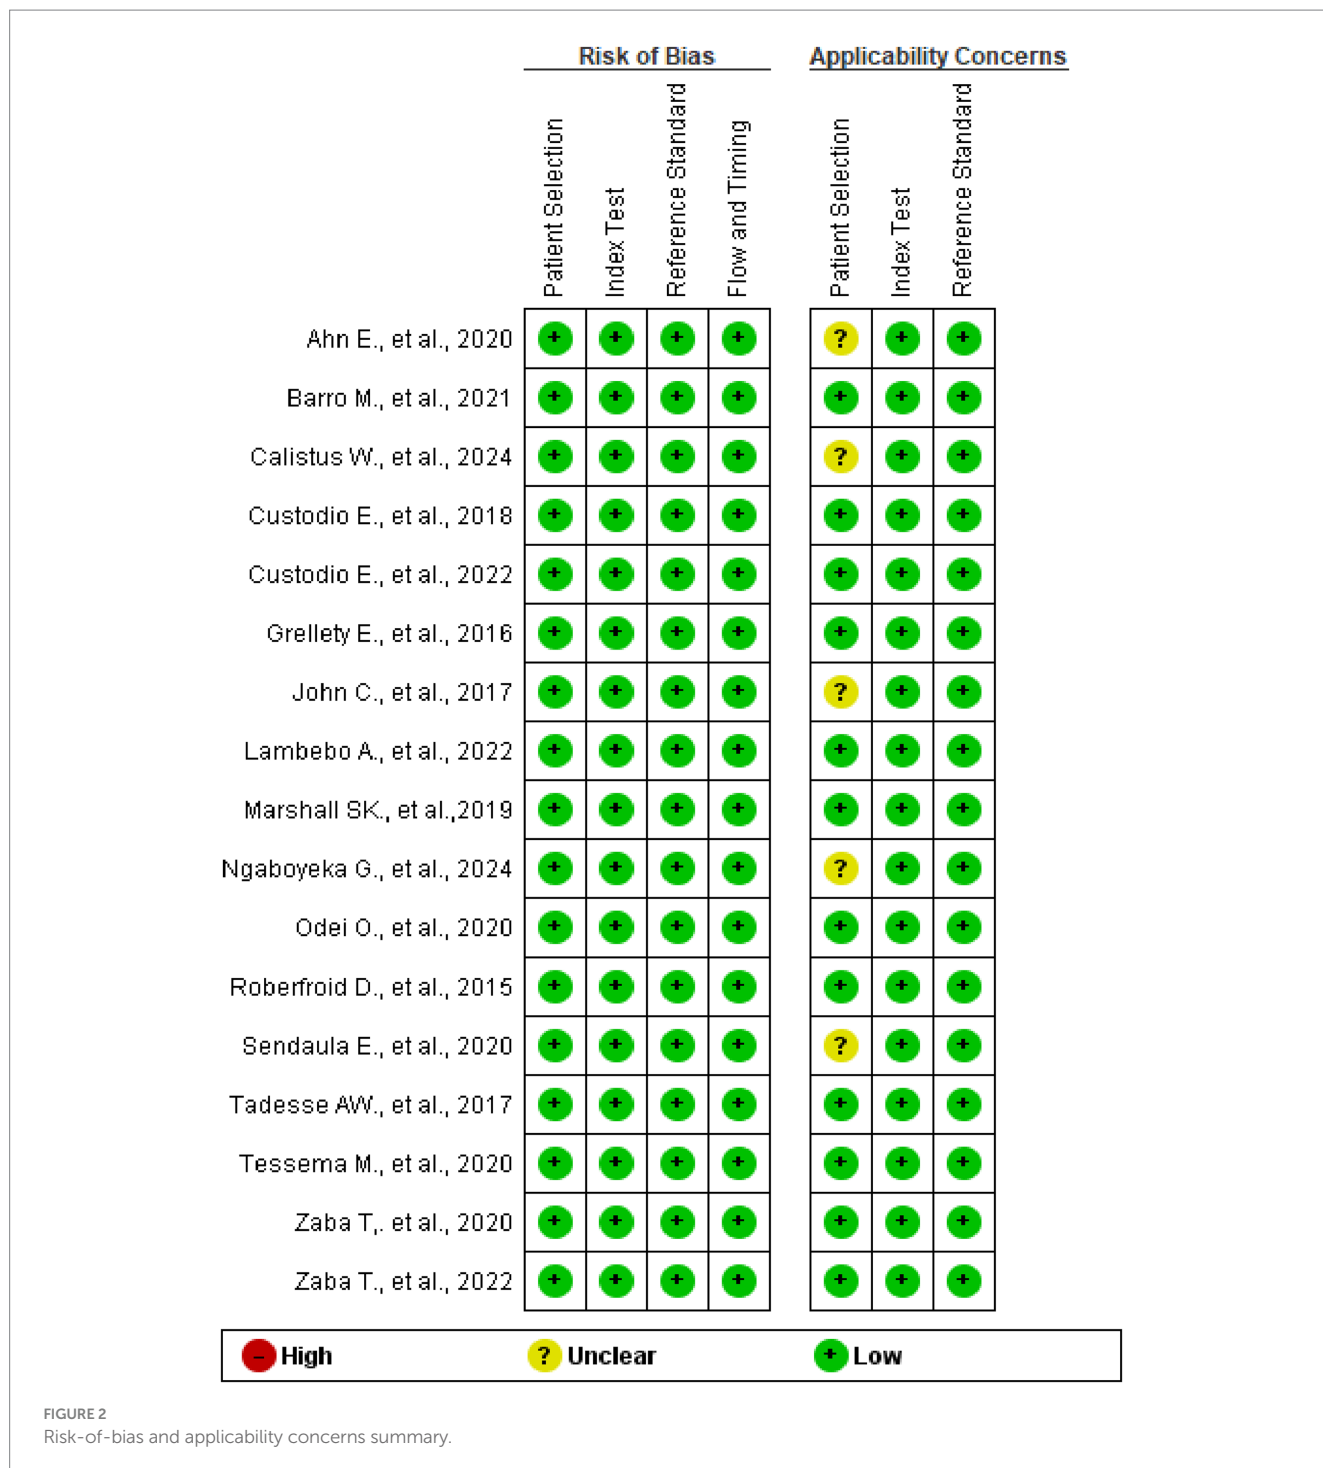 Risk of Bias Applicability Concerns
Patient Selection Index Test Reference Standard Flow and Timing Patient Selection Index Test Reference Standard
Ahn E., et al., 2020 + + + + ? + +
Barro M., et al., 2021 + + + + + + +
Calistus W., et al., 2024 + + + + ? + +
Custodio E., et al., 2018 + + + + + + +
Custodio E., et al., 2022 + + + + + + +
Grellety E., et al., 2016 + + + + + + +
John C., et al., 2017 + + + + ? + +
Lambebo A., et al., 2022 + + + + + + +
Marshall SK., et al.,2019 + + + + + + +
Ngaboyeka G., et al., 2024 + + + + ? + +
Odei O., et al., 2020 + + + + + + +
Roberfroid D., et al., 2015 + + + + + + +
Sendaula E., et al., 2020 + + + + ? + +
Tadesse AW., et al., 2017 + + + + + + +
Tessema M., et al., 2020 + + + + + + +
Zaba T,. et al., 2020 + + + + + + +
Zaba T., et al., 2022 + + + + + + +
- High ? Unclear + Low
FIGURE 2
Risk-of-bias and applicability concerns summary.